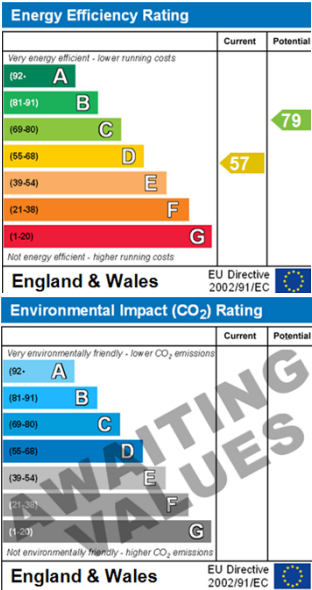 Energy Efficiency Rating
Current Potential
Very energy efficient - lower running costs
(92- A
(81-91) B
(69-80) C
(55-68) D
(39-54) E
(21-38) F
(1-20) G
79
57
Not energy efficient - higher running costs
England & Wales
EU Directive
2002/91/EC
Environmental Impact (CO2) Rating
Current Potential
Very environmentally friendly - lower CO2 emissions
(92- A
(81-91) B
(69-80) C
(55-68) D
(39-54) E
(21-38) F
(1-20) G
AWAITING
VALUES
Not environmentally friendly - higher CO2 emissions
England & Wales
EU Directive
2002/91/EC